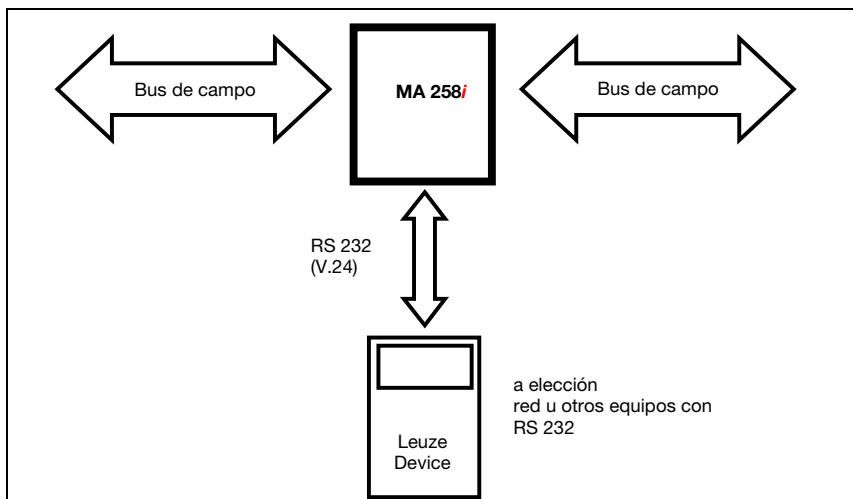 Bus de campo
MA 258i
Bus de campo
RS 232
(V.24)
a elección
red u otros equipos con
RS 232
Leuze
Device